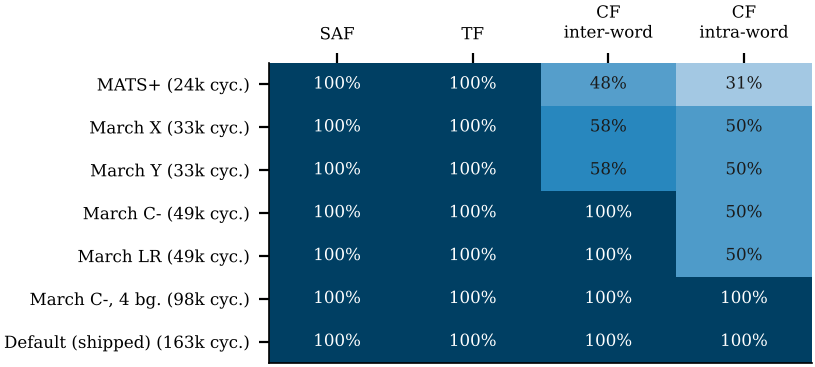 SAF TF CF inter-word CF intra-word
MATS+ (24k cyc.) 100% 100% 48% 31%
March X (33k cyc.) 100% 100% 58% 50%
March Y (33k cyc.) 100% 100% 58% 50%
March C- (49k cyc.) 100% 100% 100% 50%
March LR (49k cyc.) 100% 100% 100% 50%
March C-, 4 bg. (98k cyc.) 100% 100% 100% 100%
Default (shipped) (163k cyc.) 100% 100% 100% 100%